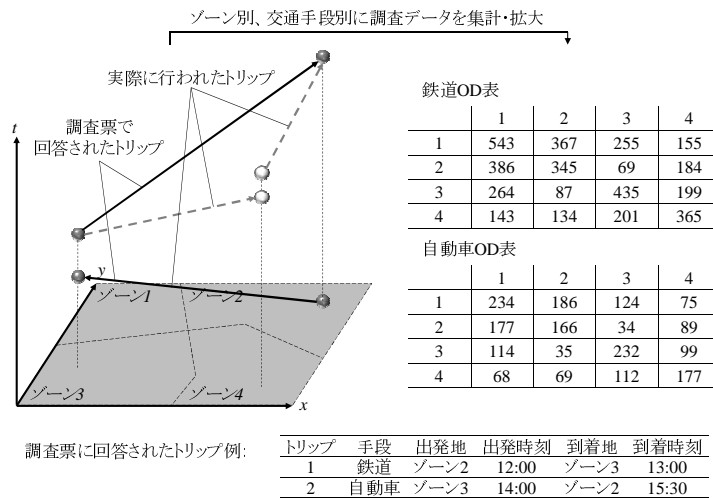 ゾーン別、交通手段別に調査データを集計・拡大
実際に行われたトリップ
調査票で
回答されたトリップ
t
y
x
ゾーン1
ゾーン2
ゾーン3
ゾーン4
鉄道OD表
1 2 3 4
1 543 367 255 155
2 386 345 69 184
3 264 87 435 199
4 143 134 201 365
自動車OD表
1 2 3 4
1 234 186 124 75
2 177 166 34 89
3 114 35 232 99
4 68 69 112 177
調査票に回答されたトリップ例:
トリップ 手段 出発地 出発時刻 到着地 到着時刻
1 鉄道 ゾーン2 12:00 ゾーン3 13:00
2 自動車 ゾーン3 14:00 ゾーン2 15:30